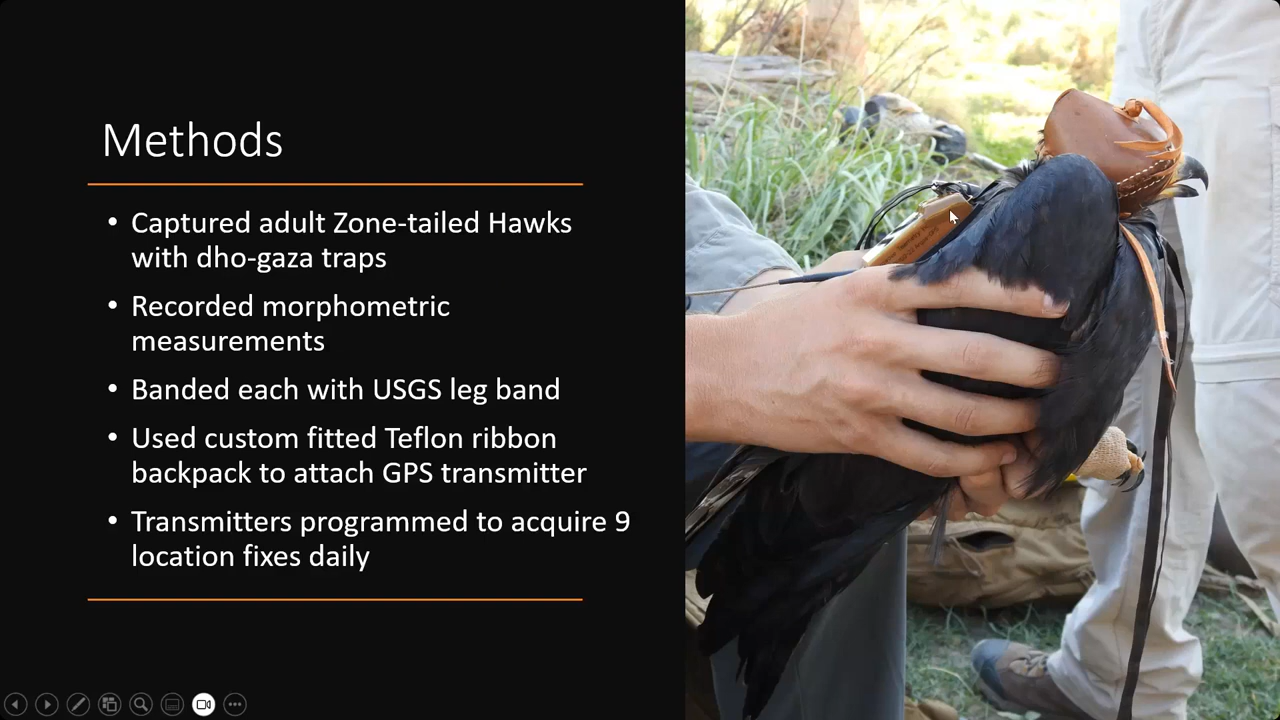 Methods
• Captured adult Zone-tailed Hawks
with dho-gaza traps
• Recorded morphometric
measurements
• Banded each with USGS leg band
• Used custom fitted Teflon ribbon
backpack to attach GPS transmitter
• Transmitters programmed to acquire 9
location fixes daily